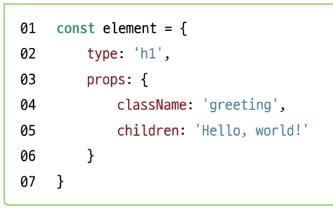 01 const element = {
02     type: 'h1',
03     props: {
04         className: 'greeting',
05         children: 'Hello, world!'
06     }
07 }